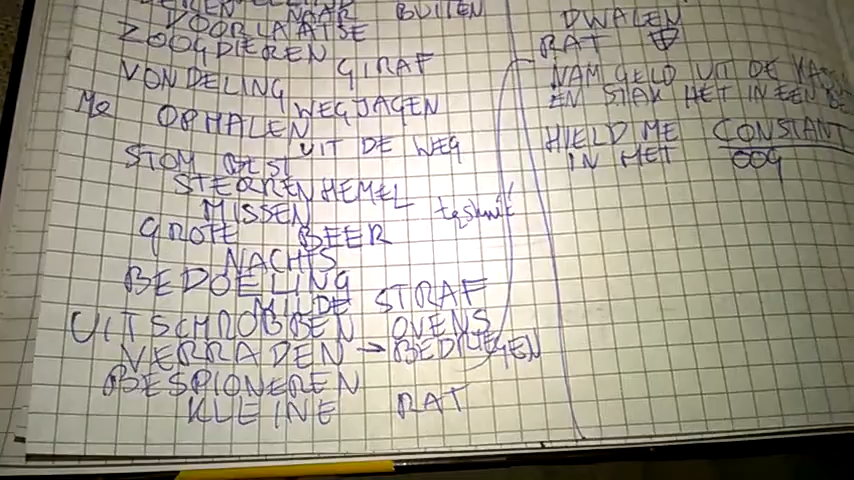 NAAR BUITEN
DOORLAATSE
ZOOGDIEREN
GIRAF
VONDELING
WEGJAGEN
OPHALEN
UIT DE WEG
STOM
STERRENHEMEL
MISSEN
GROTE BEER
NACHTS
BEDOELING
MILDE STRAF
UITSCHROBBEN OVENS
VERRADEN → BEDRIEGEN
BESPIONEREN
KLEINE RAT
DWALEN
RAT
NAM GELD UIT DE
EN STAK HET IN EEN
HIELD ME CONSTANT
IN HET OOG